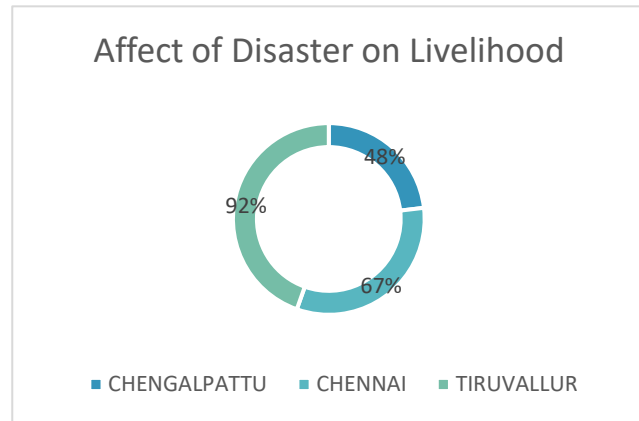 Affect of Disaster on Livelihood
48%
92%
67%
CHENGALPATTU CHENNAI TIRUVALLUR